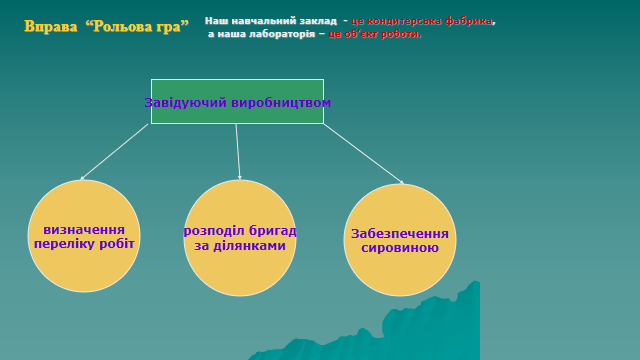 Вправа “Рольова гра”
Наш навчальний заклад - це кондитерська фабрика,
а наша лабораторія – це об’єкт роботи.
Завідуючий виробництвом
визначення
переліку робіт
розподіл бригад
за ділянками
Забезпечення
сировиною